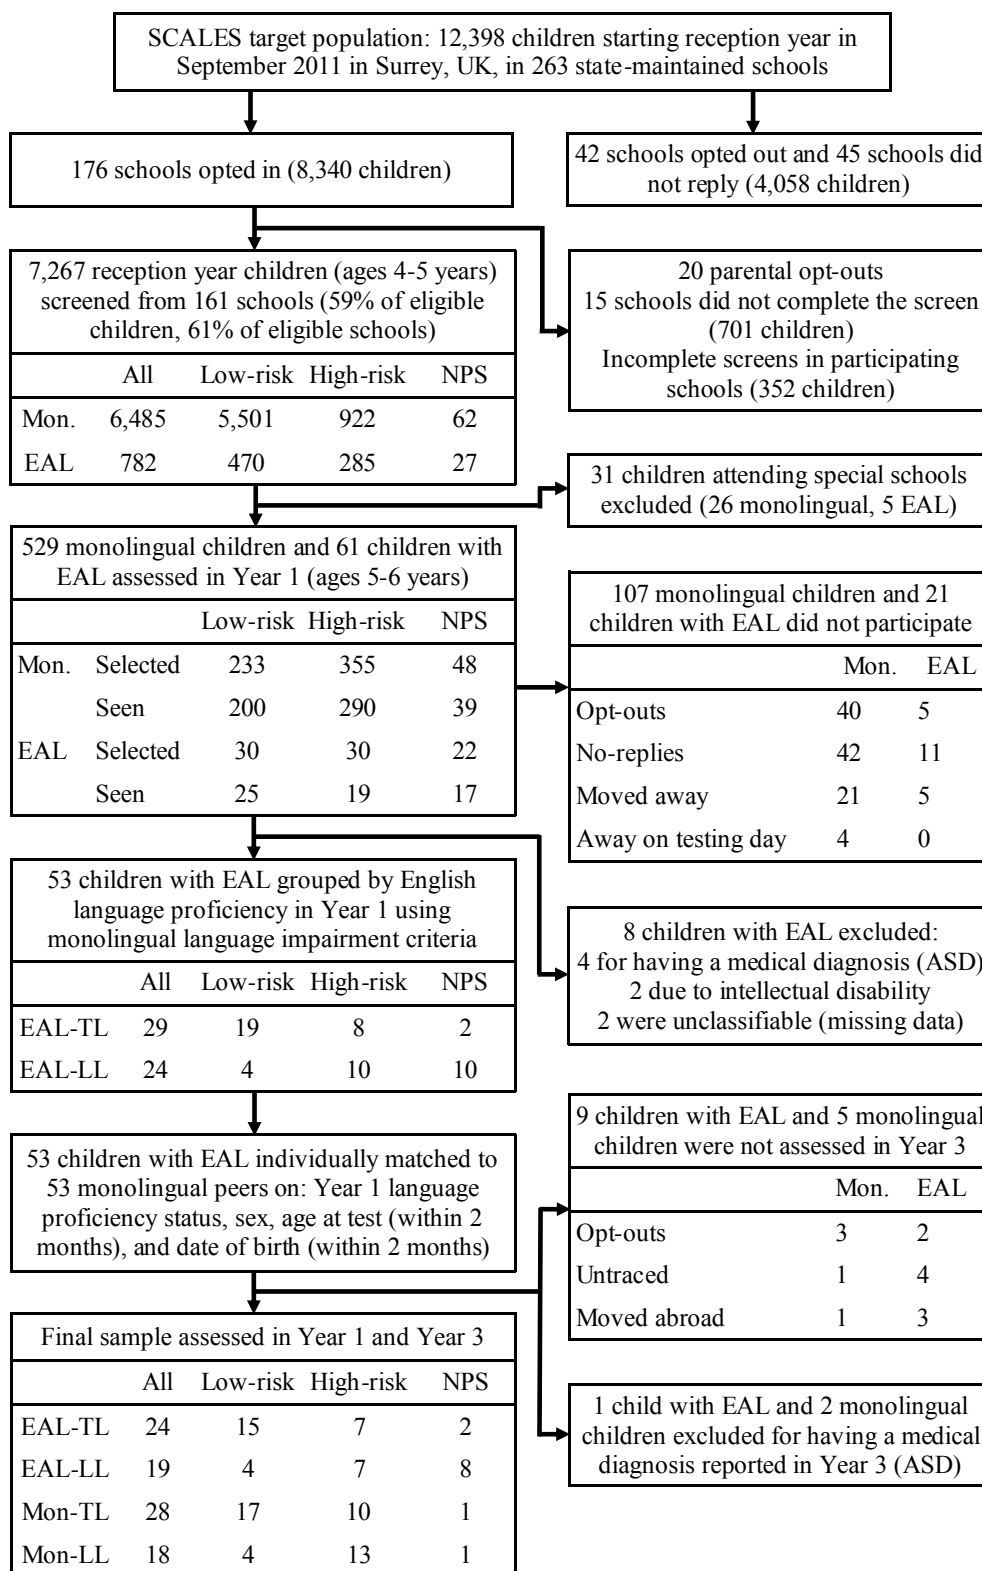 SCALES target population: 12,398 children starting reception year in
September 2011 in Surrey, UK, in 263 state-maintained schools
176 schools opted in (8,340 children)
42 schools opted out and 45 schools did
not reply (4,058 children)
7,267 reception year children (ages 4-5 years)
screened from 161 schools (59% of eligible
children, 61% of eligible schools)
All Low-risk High-risk NPS
Mon. 6,485 5,501 922 62
EAL 782 470 285 27
20 parental opt-outs
15 schools did not complete the screen
(701 children)
Incomplete screens in participating
schools (352 children)
31 children attending special schools
excluded (26 monolingual, 5 EAL)
529 monolingual children and 61 children with
EAL assessed in Year 1 (ages 5-6 years)
Low-risk High-risk NPS
Mon. Selected 233 355 48
Seen 200 290 39
EAL Selected 30 30 22
Seen 25 19 17
107 monolingual children and 21
children with EAL did not participate
Mon. EAL
Opt-outs 40 5
No-replies 42 11
Moved away 21 5
Away on testing day 4 0
53 children with EAL grouped by English
language proficiency in Year 1 using
monolingual language impairment criteria
All Low-risk High-risk NPS
EAL-TL 29 19 8 2
EAL-LL 24 4 10 10
8 children with EAL excluded:
4 for having a medical diagnosis (ASD)
2 due to intellectual disability
2 were unclassifiable (missing data)
53 children with EAL individually matched to
53 monolingual peers on: Year 1 language
proficiency status, sex, age at test (within 2
months), and date of birth (within 2 months)
9 children with EAL and 5 monolingual
children were not assessed in Year 3
Mon. EAL
Opt-outs 3 2
Untraced 1 4
Moved abroad 1 3
Final sample assessed in Year 1 and Year 3
All Low-risk High-risk NPS
EAL-TL 24 15 7 2
EAL-LL 19 4 7 8
Mon-TL 28 17 10 1
Mon-LL 18 4 13 1
1 child with EAL and 2 monolingual
children excluded for having a medical
diagnosis reported in Year 3 (ASD)